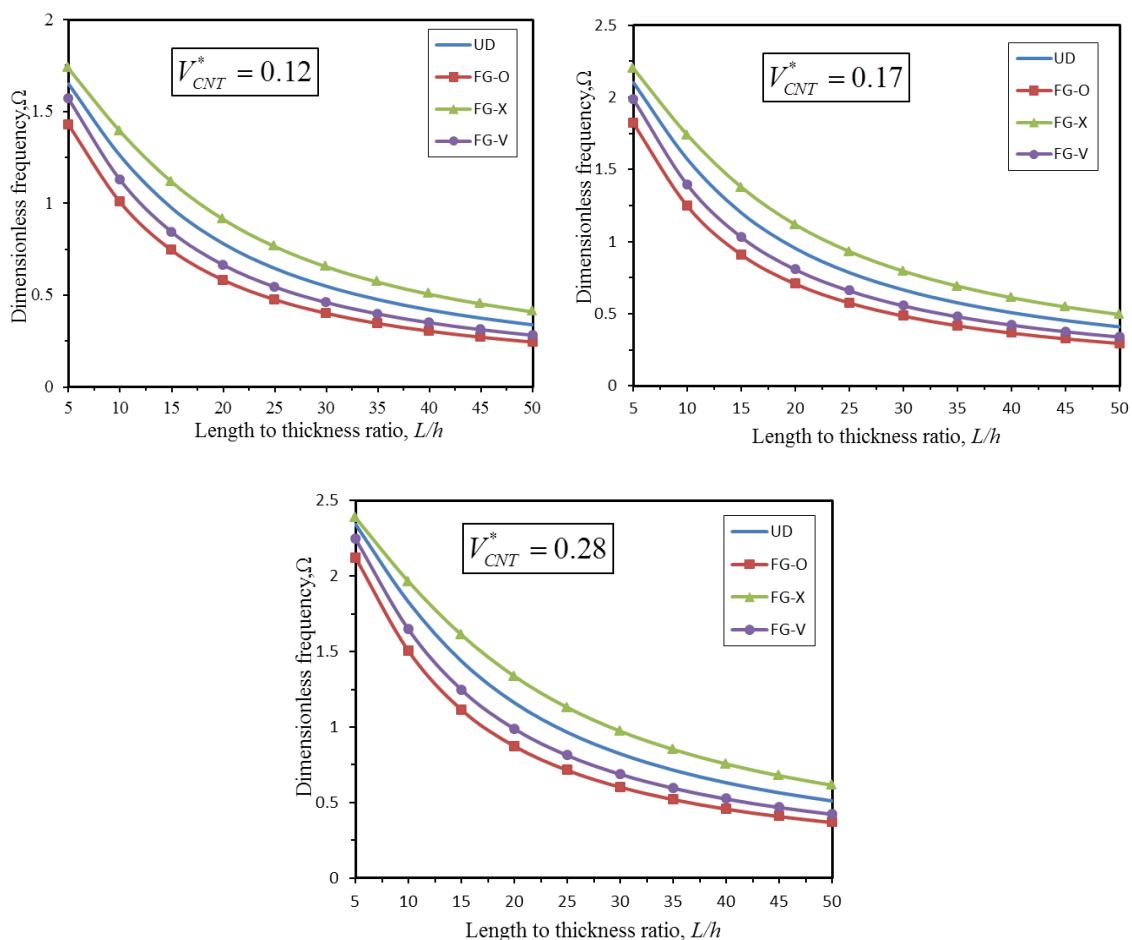 2
V*CNT = 0.12
UD
FG-O
FG-X
FG-V
1.5
1
0.5
0
Dimensionless frequency,Ω
5 10 15 20 25 30 35 40 45 50
Length to thickness ratio, L/h
2.5
V*CNT = 0.17
UD
FG-O
FG-X
FG-V
2
1.5
1
0.5
0
Dimensionless frequency,Ω
5 10 15 20 25 30 35 40 45 50
Length to thickness ratio, L/h
2.5
V*CNT = 0.28
UD
FG-O
FG-X
FG-V
2
1.5
1
0.5
0
Dimensionless frequency,Ω
5 10 15 20 25 30 35 40 45 50
Length to thickness ratio, L/h